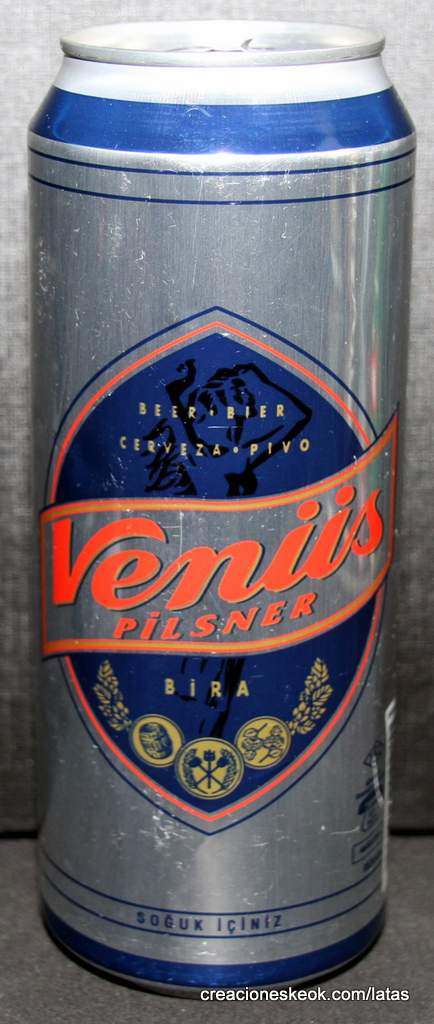 BEER • BIER
CERVEZA • PIVO
Venüs
PİLSNER
BİRA
SOĞUK İÇİNİZ
creacioneskeok.com/latas